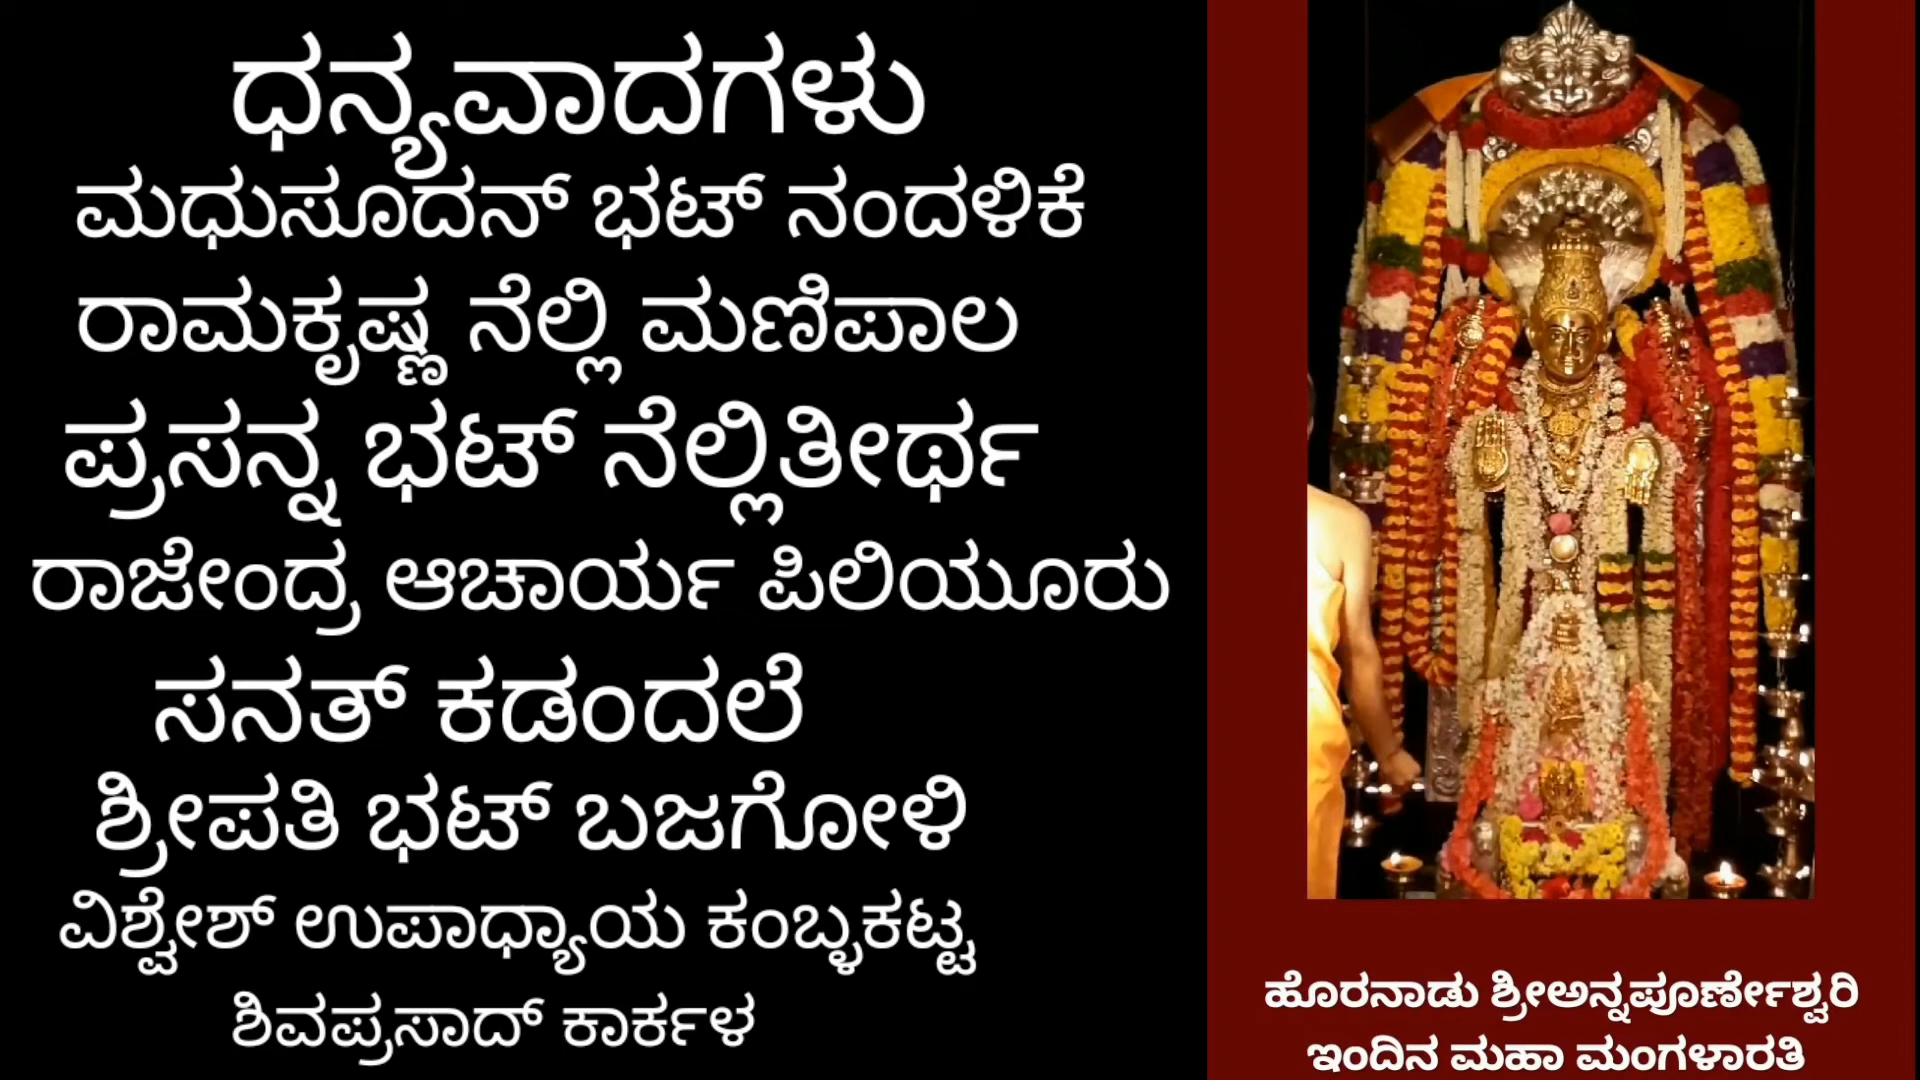 ಧನ್ಯವಾದಗಳು
ಮಧುಸೂದನ್ ಭಟ್ ನಂದಳಿಕೆ
ರಾಮಕೃಷ್ಣ ನೆಲ್ಲಿ ಮಣಿಪಾಲ
ಪ್ರಸನ್ನ ಭಟ್ ನೆಲ್ಲಿತೀರ್ಥ
ರಾಜೇಂದ್ರ ಆಚಾರ್ಯ ಪಿಲಿಯೂರು
ಸನತ್ ಕಡಂದಲೆ
ಶ್ರೀಪತಿ ಭಟ್ ಬಜಗೋಳಿ
ವಿಶ್ವೇಶ್ ಉಪಾಧ್ಯಾಯ ಕಂಬ್ಳಕಟ್ಟ
ಶಿವಪ್ರಸಾದ್ ಕಾರ್ಕಳ
ಹೊರನಾಡು ಶ್ರೀಅನ್ನಪೂರ್ಣೇಶ್ವರಿ
ಇಂದಿನ ಮಹಾ ಮಂಗಳಾರತಿ